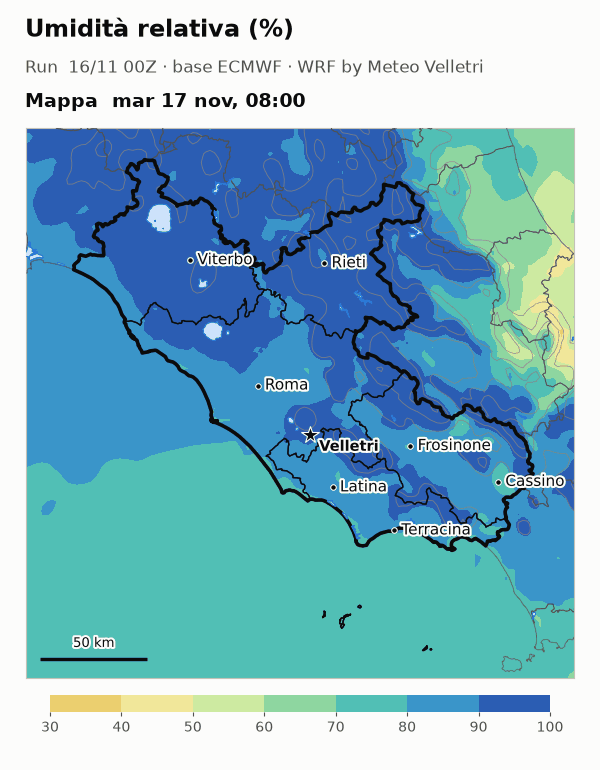 Umidità relativa (%)
Run  16/11 00Z · base ECMWF · WRF by Meteo Velletri
Mappa  mar 17 nov, 08:00
Viterbo
Rieti
Roma
Velletri
Frosinone
Cassino
Latina
Terracina
50 km
30 40 50 60 70 80 90 100